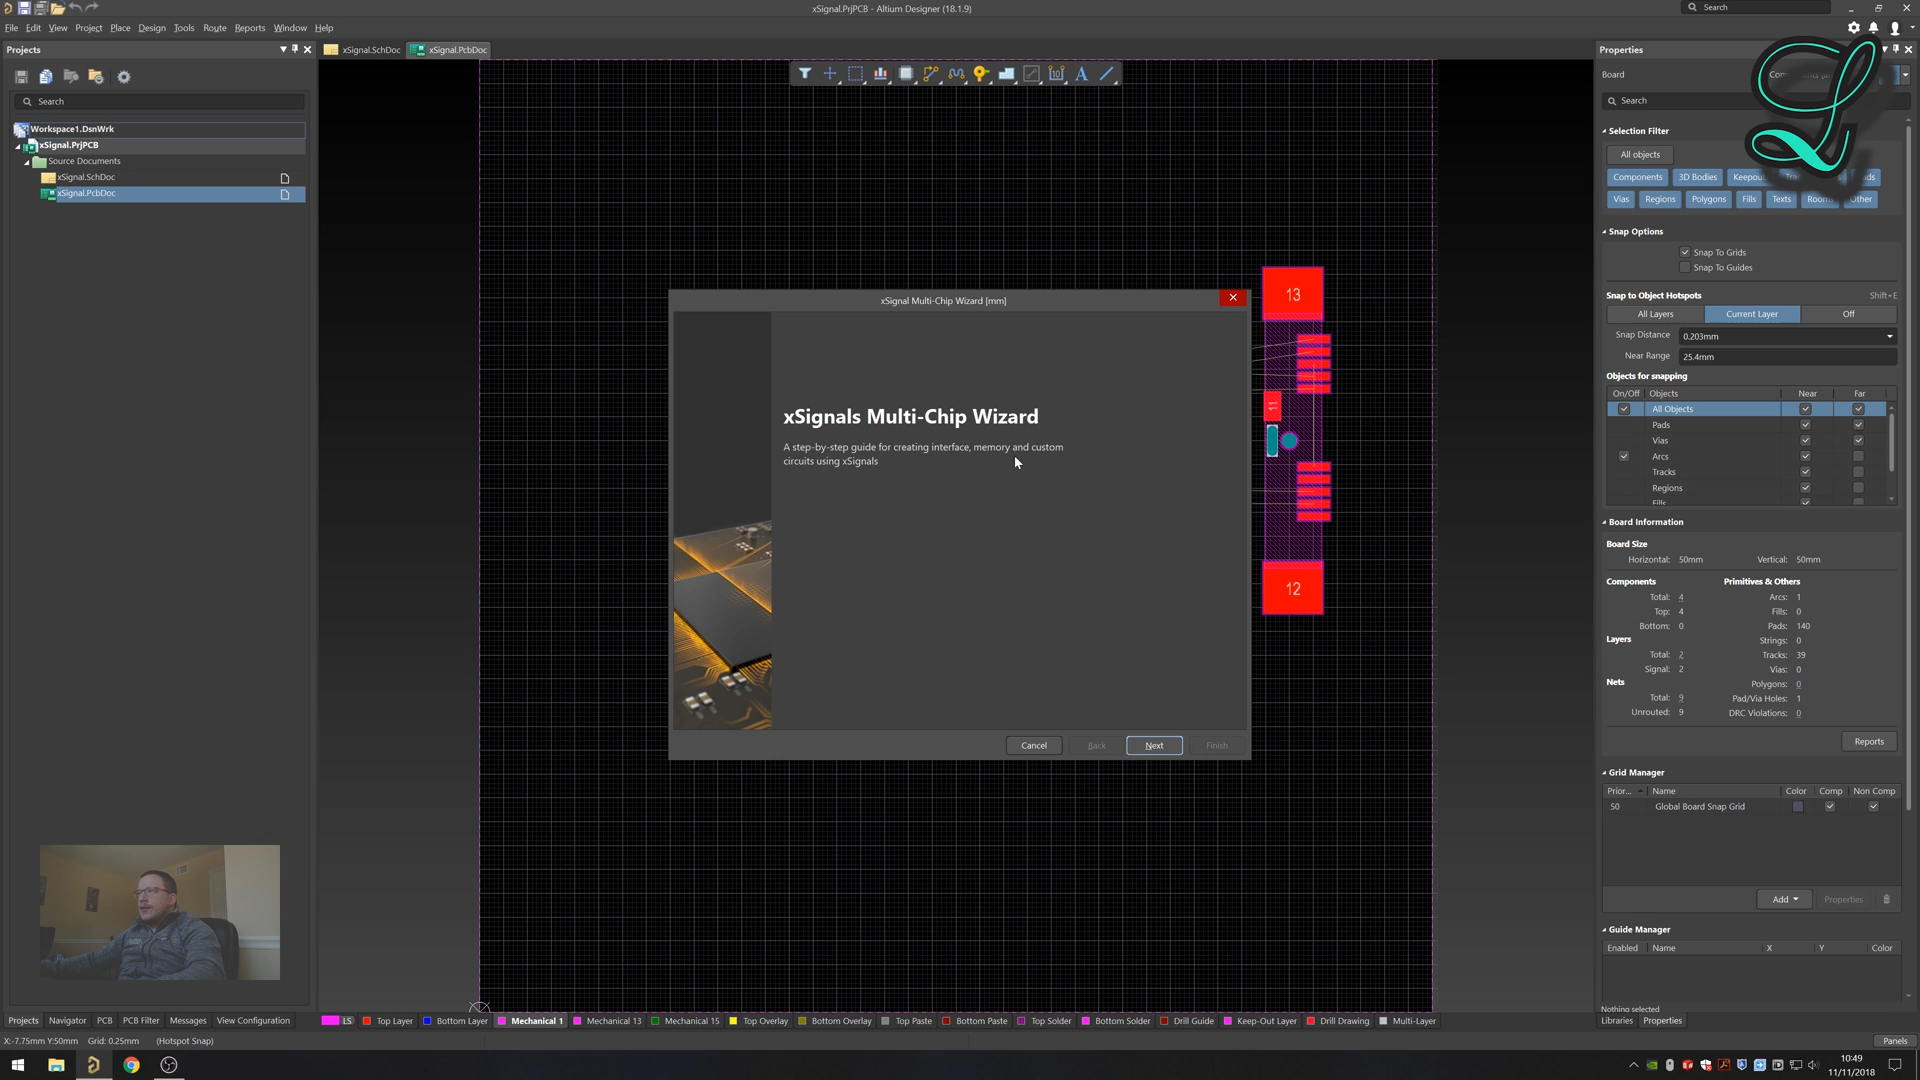 xSignal.PrjPCB - Altium Designer (18.1.9)
Search
File Edit View Project Place Design Tools Route Reports Window Help
Projects
xSignal.SchDoc
xSignal.PcbDoc
Properties
Board
Search
Search
Workspace1.DsnWrk
xSignal.PrjPCB
Source Documents
xSignal.SchDoc
xSignal.PcbDoc
Selection Filter
All objects
Components 3D Bodies
Vias Regions Polygons Fills Texts Other
Snap Options
Snap To Grids
Snap To Guides
Snap to Object Hotspots Shift+E
All Layers Current Layer Off
Snap Distance 0.203mm
Near Range 25.4mm
Objects for snapping
On/Off Objects Near Far
All Objects
Pads
Vias
Arcs
Tracks
Regions
Fills
Board Information
Board Size
Horizontal: 50mm Vertical: 50mm
Components Primitives & Others
Total: 4 Arcs: 1
Top: 4 Fills: 0
Bottom: 0 Pads: 140
Layers Strings: 0
Total: 2 Tracks: 39
Signal: 2 Vias: 0
Nets Polygons: 0
Total: 9 Pad/Via Holes: 1
Unrouted: 9 DRC Violations: 0
Reports
Grid Manager
Prior... Name Color Comp Non Comp
50 Global Board Snap Grid
Add Properties
Guide Manager
Enabled Name X Y Color
Nothing selected
Libraries Properties
xSignal Multi-Chip Wizard [mm]
xSignals Multi-Chip Wizard
A step-by-step guide for creating interface, memory and custom
circuits using xSignals
Cancel Back Next Finish
13
11
12
Projects Navigator PCB PCB Filter Messages View Configuration
LS Top Layer Bottom Layer Mechanical 1 Mechanical 13 Mechanical 15 Top Overlay Bottom Overlay Top Paste Bottom Paste Top Solder Bottom Solder Drill Guide Keep-Out Layer Drill Drawing Multi-Layer
X:-7.75mm Y:50mm Grid: 0.25mm (Hotspot Snap)
Panels
10:49
11/11/2018